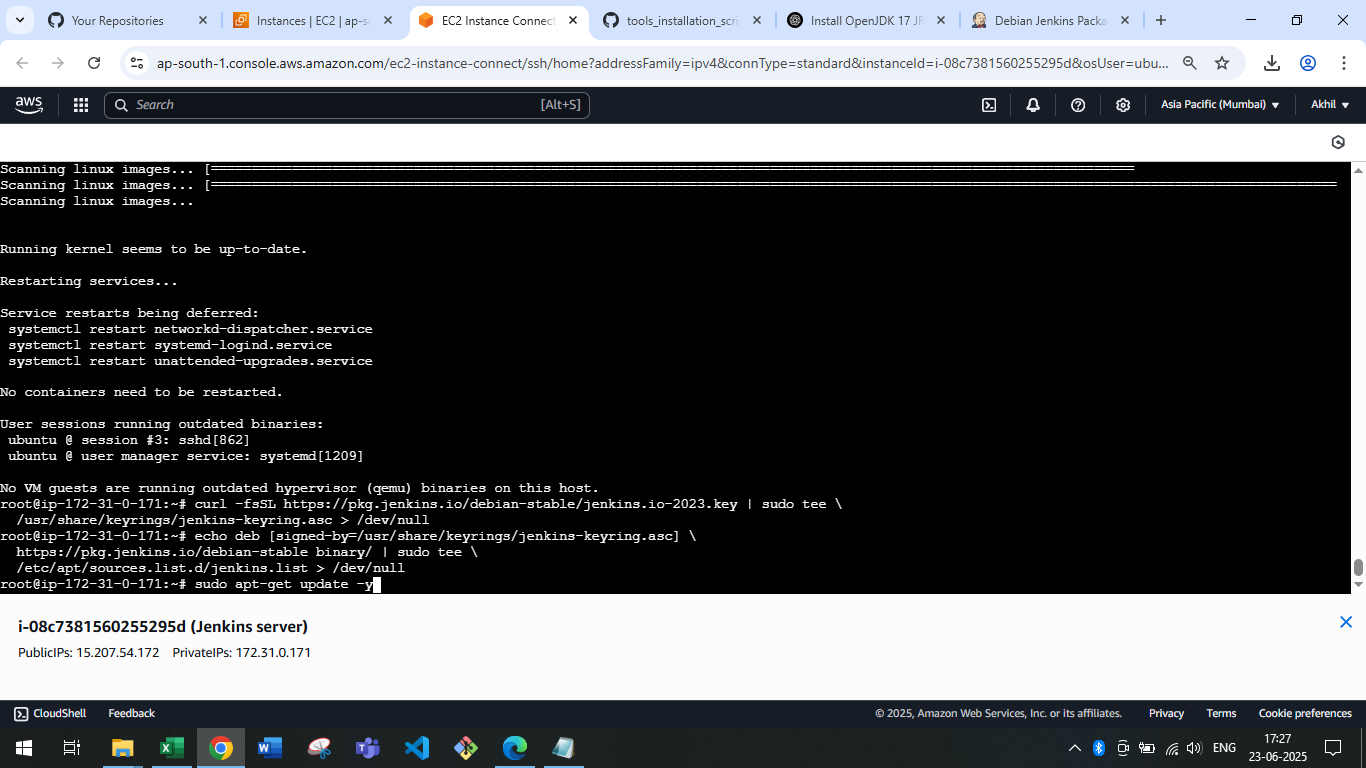 Your Repositories
Instances | EC2 | ap-so
EC2 Instance Connect
tools_installation_scri
Install OpenJDK 17 JR
Debian Jenkins Packa
ap-south-1.console.aws.amazon.com/ec2-instance-connect/ssh/home?addressFamily=ipv4&connType=standard&instanceId=i-08c7381560255295d&osUser=ubu...
aws
Search [Alt+S]
Asia Pacific (Mumbai)
Akhil
Scanning linux images... [==================================================================================================================
Scanning linux images... [===========================================================================================================================================
Scanning linux images...
Running kernel seems to be up-to-date.
Restarting services...
Service restarts being deferred:
systemctl restart networkd-dispatcher.service
systemctl restart systemd-logind.service
systemctl restart unattended-upgrades.service
No containers need to be restarted.
User sessions running outdated binaries:
ubuntu @ session #3: sshd[862]
ubuntu @ user manager service: systemd[1209]
No VM guests are running outdated hypervisor (qemu) binaries on this host.
root@ip-172-31-0-171:~# curl -fsSL https://pkg.jenkins.io/debian-stable/jenkins.io-2023.key | sudo tee \
/usr/share/keyrings/jenkins-keyring.asc > /dev/null
root@ip-172-31-0-171:~# echo deb [signed-by=/usr/share/keyrings/jenkins-keyring.asc] \
https://pkg.jenkins.io/debian-stable binary/ | sudo tee \
/etc/apt/sources.list.d/jenkins.list > /dev/null
root@ip-172-31-0-171:~# sudo apt-get update -y
i-08c7381560255295d (Jenkins server)
PublicIPs: 15.207.54.172 PrivateIPs: 172.31.0.171
CloudShell
Feedback
© 2025, Amazon Web Services, Inc. or its affiliates.
Privacy
Terms
Cookie preferences
ENG
17:27
23-06-2025